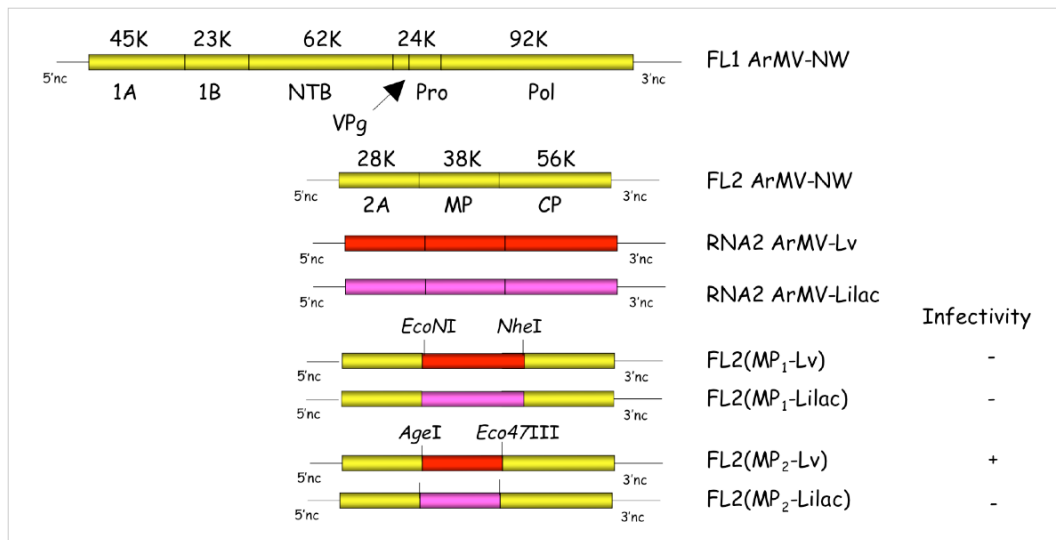 45K 23K 62K 24K 92K
5'nc 3'nc FL1 ArMV-NW
1A 1B NTB Pro Pol
VPg
28K 38K 56K
5'nc 3'nc FL2 ArMV-NW
2A MP CP
RNA2 ArMV-Lv
5'nc 3'nc
RNA2 ArMV-Lilac
5'nc 3'nc
Infectivity
EcoNI NheI
FL2(MP1-Lv) -
5'nc 3'nc
FL2(MP1-Lilac) -
5'nc 3'nc
AgeI Eco47III
FL2(MP2-Lv) +
5'nc 3'nc
FL2(MP2-Lilac) -
5'nc 3'nc